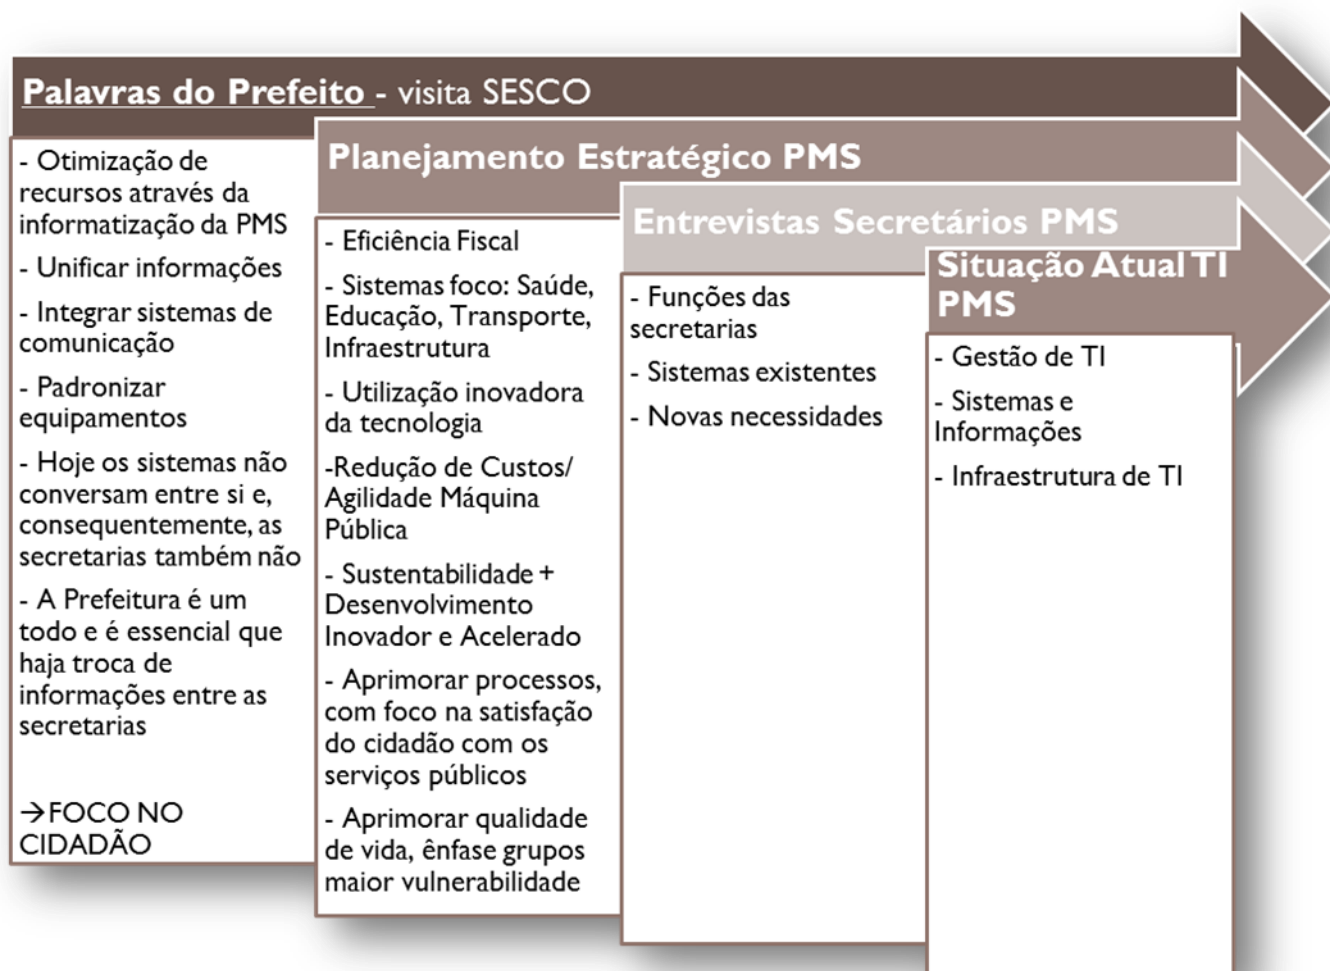 Palavras do Prefeito - visita SESCO
- Otimização de
recursos através da
informatização da PMS
- Unificar informações
- Integrar sistemas de
comunicação
- Padronizar
equipamentos
- Hoje os sistemas não
conversam entre si e,
consequentemente, as
secretarias também não
- A Prefeitura é um
todo e é essencial que
haja troca de
informações entre as
secretarias
→FOCO NO
CIDADÃO
Planejamento Estratégico PMS
- Eficiência Fiscal
- Sistemas foco: Saúde,
Educação, Transporte,
Infraestrutura
- Utilização inovadora
da tecnologia
-Redução de Custos/
Agilidade Máquina
Pública
- Sustentabilidade +
Desenvolvimento
Inovador e Acelerado
- Aprimorar processos,
com foco na satisfação
do cidadão com os
serviços públicos
- Aprimorar qualidade
de vida, ênfase grupos
maior vulnerabilidade
Entrevistas Secretários PMS
- Funções das
secretarias
- Sistemas existentes
- Novas necessidades
Situação Atual TI
PMS
- Gestão de TI
- Sistemas e
Informações
- Infraestrutura de TI